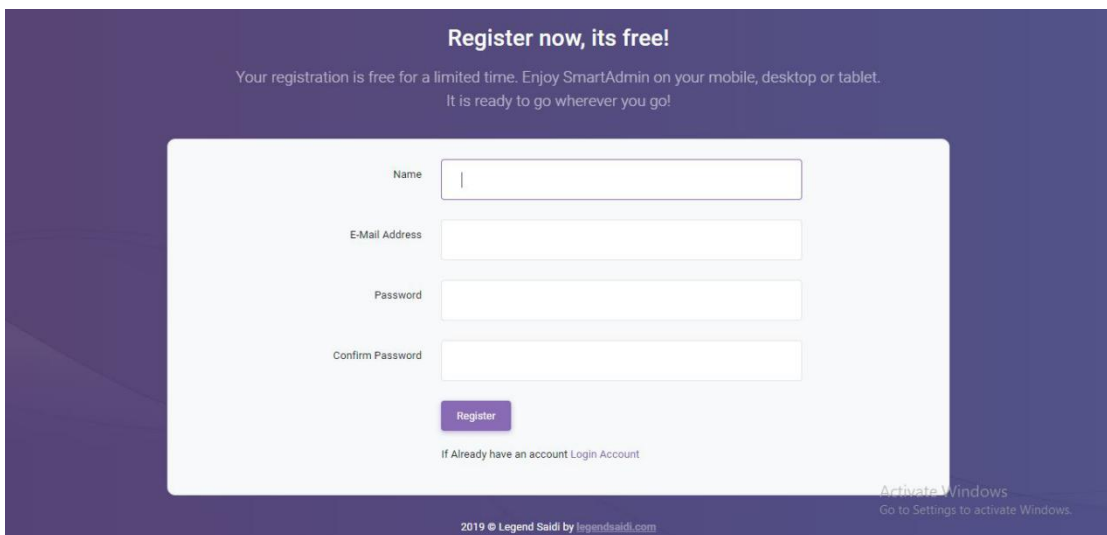 Register now, its free!
Your registration is free for a limited time. Enjoy SmartAdmin on your mobile, desktop or tablet.
It is ready to go wherever you go!
Name
E-Mail Address
Password
Confirm Password
Register
If Already have an account Login Account
Activate Windows
Go to Settings to activate Windows.
2019 © Legend Saidi by legendsaidi.com